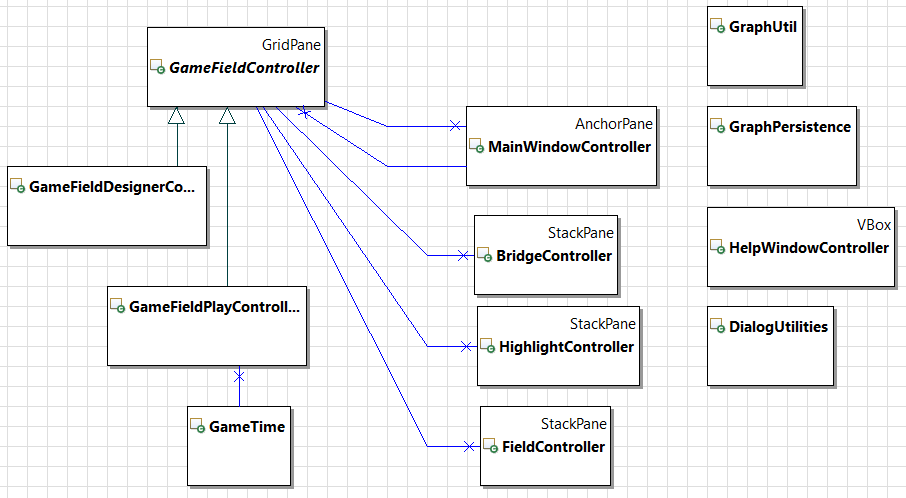 GridPane
GameFieldController
GraphUtil
AnchorPane
MainWindowController
GraphPersistence
GameFieldDesignerCo...
StackPane
BridgeController
VBox
HelpWindowController
GameFieldPlayControll...
StackPane
HighlightController
DialogUtilities
GameTime
StackPane
FieldController